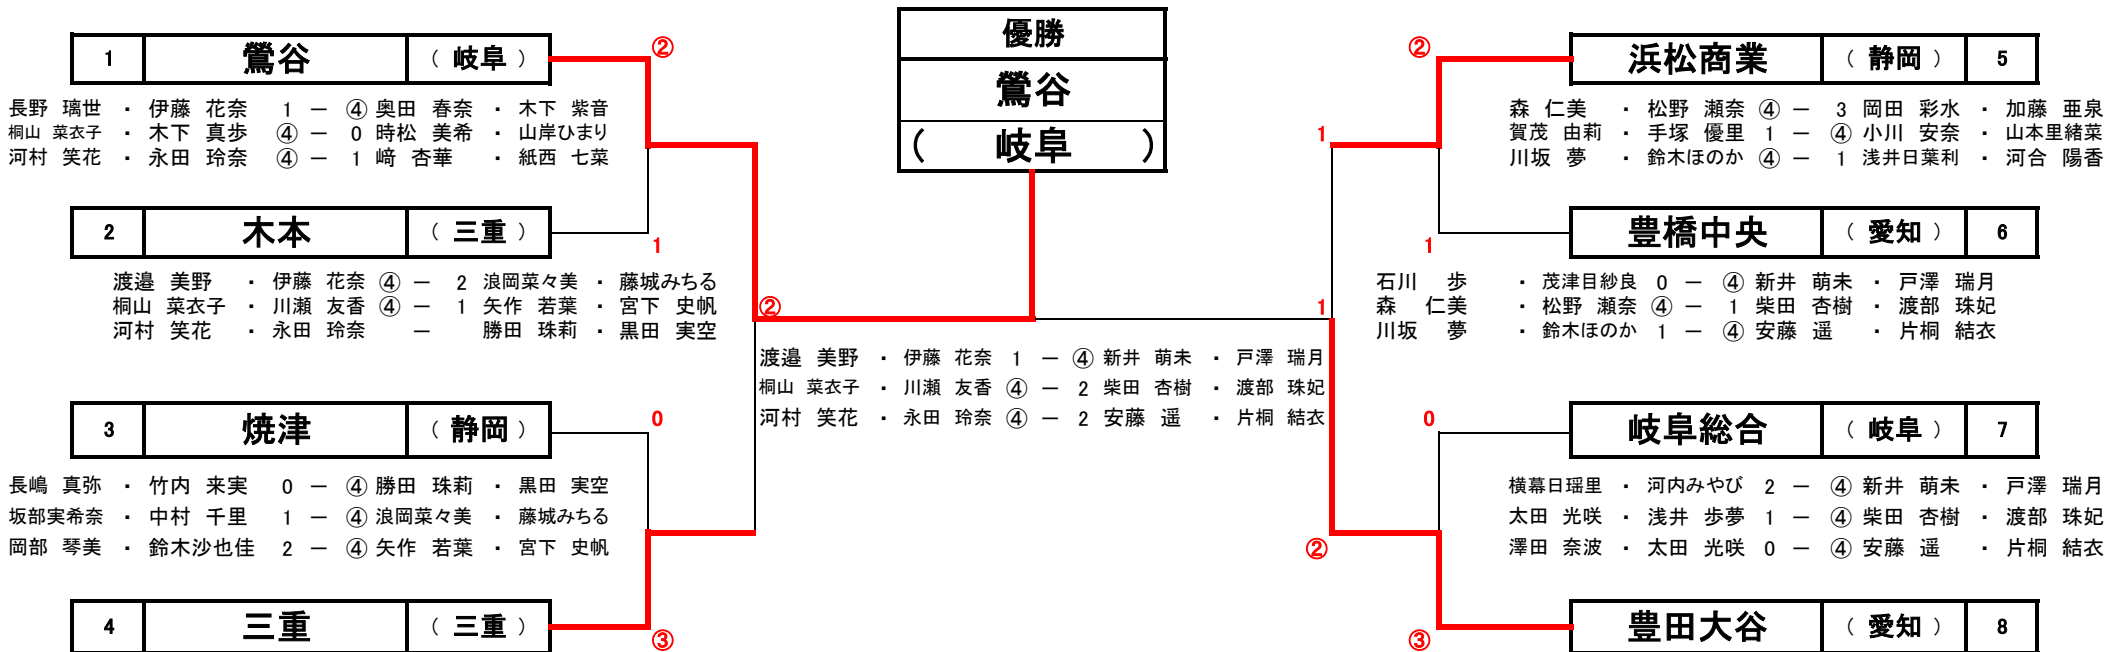 優勝
鶯谷
( 岐阜 )
1 鶯谷 ( 岐阜 ) ②
長野 璃世 ・ 伊藤 花奈 1 － ④ 奥田 春奈 ・ 木下 紫音
桐山 菜衣子 ・ 木下 真歩 ④ － 0 時松 美希 ・ 山岸ひまり
河村 笑花 ・ 永田 玲奈 ④ － 1 﨑 杏華 ・ 紙西 七菜
2 木本 ( 三重 ) 1
渡邉 美野 ・ 伊藤 花奈 ④ － 2 浪岡菜々美 ・ 藤城みちる
桐山 菜衣子 ・ 川瀬 友香 ④ － 1 矢作 若葉 ・ 宮下 史帆
河村 笑花 ・ 永田 玲奈 － 勝田 珠莉 ・ 黒田 実空
②
3 焼津 ( 静岡 ) 0
長嶋 真弥 ・ 竹内 来実 0 － ④ 勝田 珠莉 ・ 黒田 実空
坂部実希奈 ・ 中村 千里 1 － ④ 浪岡菜々美 ・ 藤城みちる
岡部 琴美 ・ 鈴木沙也佳 2 － ④ 矢作 若葉 ・ 宮下 史帆
4 三重 ( 三重 ) ③
渡邉 美野 ・ 伊藤 花奈 1 － ④ 新井 萌未 ・ 戸澤 瑞月
桐山 菜衣子 ・ 川瀬 友香 ④ － 2 柴田 杏樹 ・ 渡部 珠妃
河村 笑花 ・ 永田 玲奈 ④ － 2 安藤 遥 ・ 片桐 結衣
② 浜松商業 ( 静岡 ) 5
森 仁美 ・ 松野 瀬奈 ④ － 3 岡田 彩水 ・ 加藤 亜泉
賀茂 由莉 ・ 手塚 優里 1 － ④ 小川 安奈 ・ 山本里緒菜
川坂 夢 ・ 鈴木ほのか ④ － 1 浅井日葉利 ・ 河合 陽香
1
1 豊橋中央 ( 愛知 ) 6
石川 歩 ・ 茂津目紗良 0 － ④ 新井 萌未 ・ 戸澤 瑞月
森 仁美 ・ 松野 瀬奈 ④ － 1 柴田 杏樹 ・ 渡部 珠妃
川坂 夢 ・ 鈴木ほのか 1 － ④ 安藤 遥 ・ 片桐 結衣
1
0 岐阜総合 ( 岐阜 ) 7
横幕日瑶里 ・ 河内みやび 2 － ④ 新井 萌未 ・ 戸澤 瑞月
太田 光咲 ・ 浅井 歩夢 1 － ④ 柴田 杏樹 ・ 渡部 珠妃
澤田 奈波 ・ 太田 光咲 0 － ④ 安藤 遥 ・ 片桐 結衣
②
③ 豊田大谷 ( 愛知 ) 8